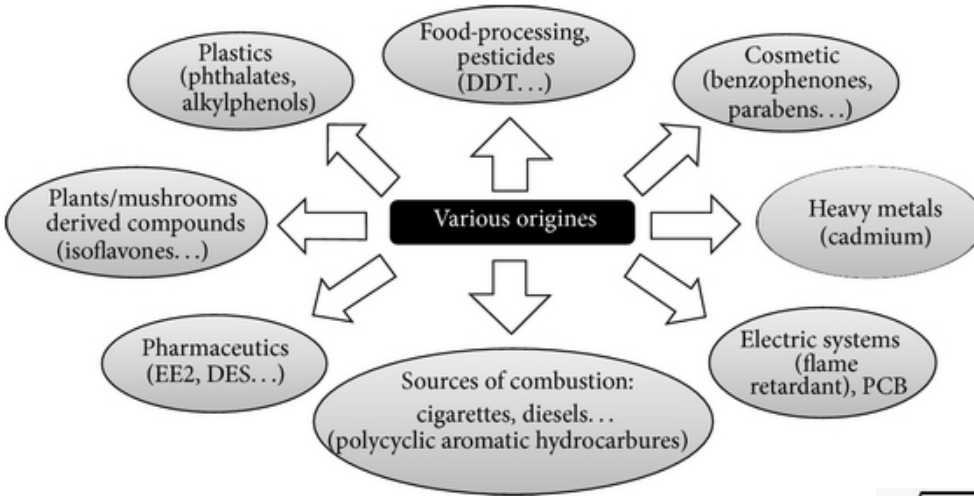 Food-processing,
pesticides
(DDT. . .)
Plastics
(phthalates,
alkylphenols)
Cosmetic
(benzophenones,
parabens. . .)
Plants/mushrooms
derived compounds
(isoflavones. . .)
Various origines
Heavy metals
(cadmium)
Pharmaceutics
(EE2, DES. . .)
Sources of combustion:
cigarettes, diesels. . .
(polycyclic aromatic hydrocarbures)
Electric systems
(flame
retardant), PCB